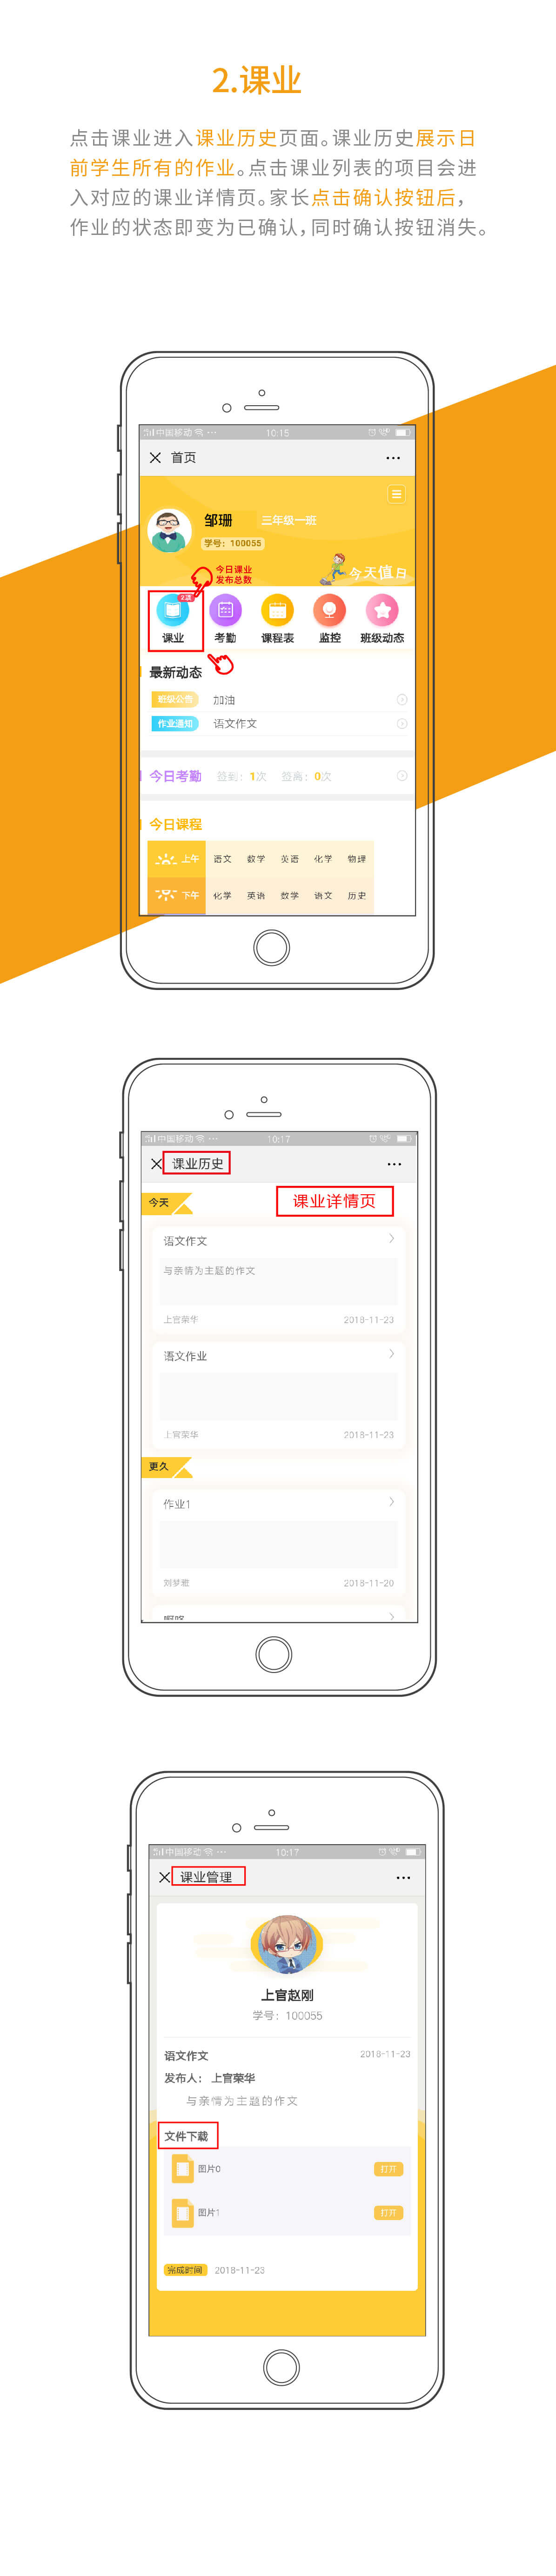 2.课业
点击课业进入课业历史页面。课业历史展示日
前学生所有的作业。点击课业列表的项目会进
入对应的课业详情页。家长点击确认按钮后，
作业的状态即变为已确认，同时确认按钮消失。
中国移动 ··· 10:15
首页
邹珊 三年级一班
学号：100055
今日课业
发布总数
今天值日
课业 考勤 课程表 监控 班级动态
最新动态
班级公告 加油
作业通知 语文作文
今日考勤 签到：1次 签离：0次
今日课程
上午 语文 数学 英语 化学 物理
下午 化学 英语 数学 语文 历史
中国移动 ··· 10:17
课业历史
今天 课业详情页
语文作文
与亲情为主题的作文
上官荣华 2018-11-23
语文作业
上官荣华 2018-11-23
更久
作业1
刘梦雅 2018-11-20
中国移动 ··· 10:17
课业管理
上官赵刚
学号：100055
语文作文 2018-11-23
发布人：上官荣华
与亲情为主题的作文
文件下载
图片0 打开
图片1 打开
完成时间 2018-11-23